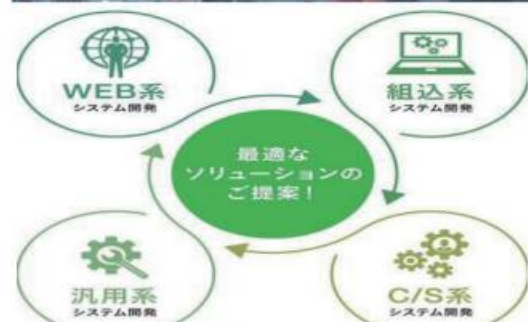 WEB系
システム開発
組込系
システム開発
最適な
ソリューションの
ご提案！
汎用系
システム開発
C/S系
システム開発